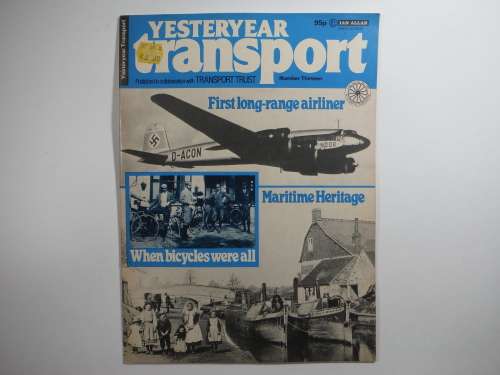 YESTERYEAR
transport
95p
IAN ALLAN
Yesteryear Transport
Published in collaboration with TRANSPORT TRUST
Number Thirteen
First long-range airliner
D-ACON
Maritime Heritage
When bicycles were all